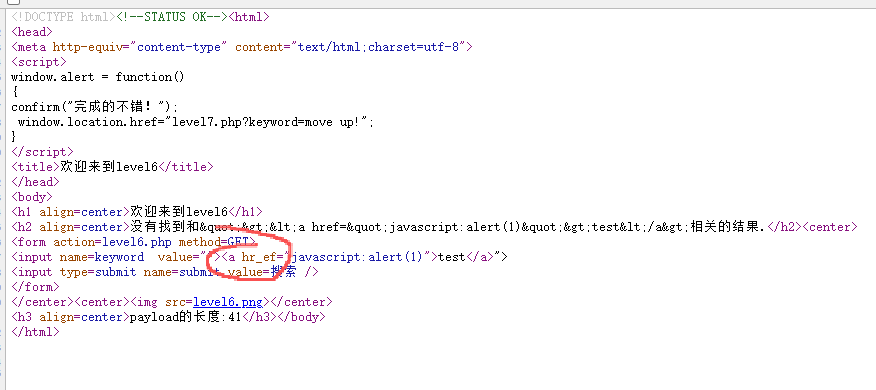 <!DOCTYPE html><!--STATUS OK--><html>
<head>
<meta http-equiv="content-type" content="text/html;charset=utf-8">
<script>
window.alert = function()
{
confirm("完成的不错！");
 window.location.href="level7.php?keyword=move up!";
}
</script>
<title>欢迎来到level6</title>
</head>
<body>
<h1 align=center>欢迎来到level6</h1>
<h2 align=center>没有找到和&quot;&gt;&lt;a href=&quot;javascript:alert(1)&quot;&gt;test&lt;/a&gt;相关的结果.</h2><center>
<form action=level6.php method=GET>
<input name=keyword  value=""><a hr_ef="javascript:alert(1)">test</a>">
<input type=submit name=submit value=搜索 />
</form>
</center><center><img src=level6.png></center>
<h3 align=center>payload的长度:41</h3></body>
</html>